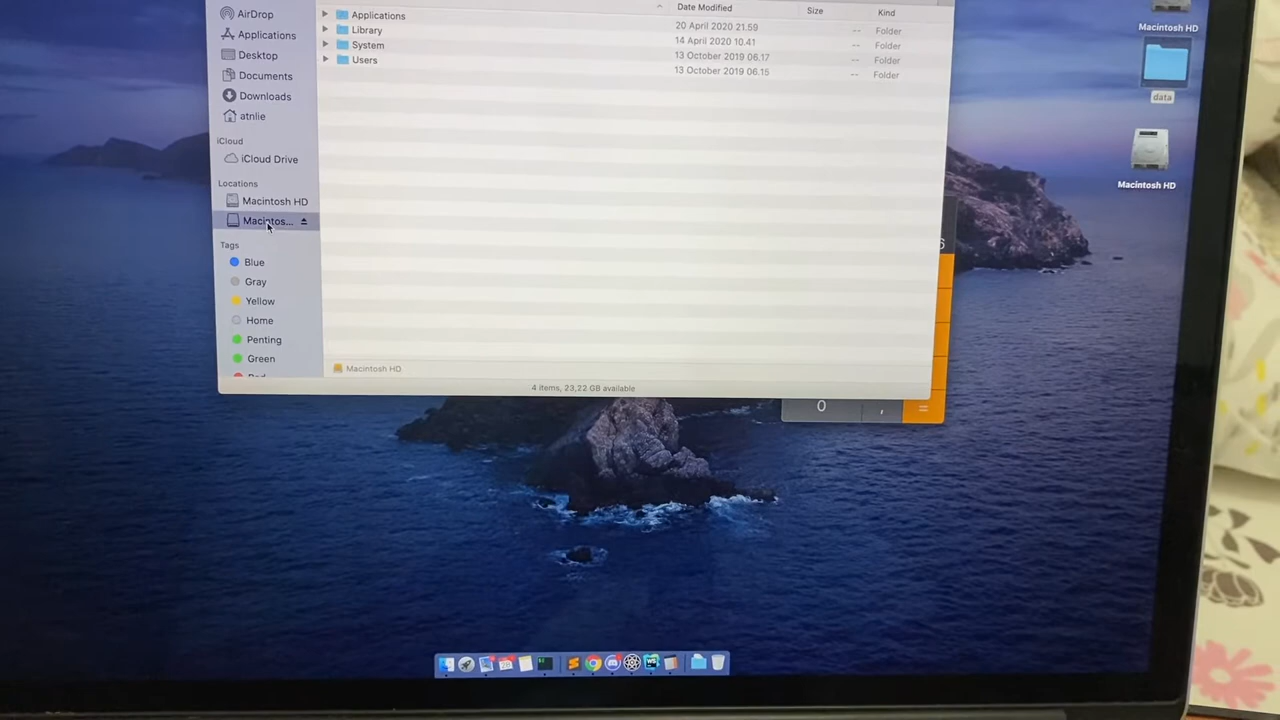 Date Modified Size Kind
AirDrop
Applications
Desktop
Documents
Downloads
atnlie
iCloud
iCloud Drive
Locations
Macintosh HD
Macintos...
Tags
Blue
Gray
Yellow
Home
Penting
Green
Applications 20 April 2020 21.59 -- Folder
Library 14 April 2020 10.41 -- Folder
System 13 October 2019 06.17 -- Folder
Users 13 October 2019 06.15 -- Folder
Macintosh HD
4 items, 23,22 GB available
6
0 , =
Macintosh HD
data
Macintosh HD